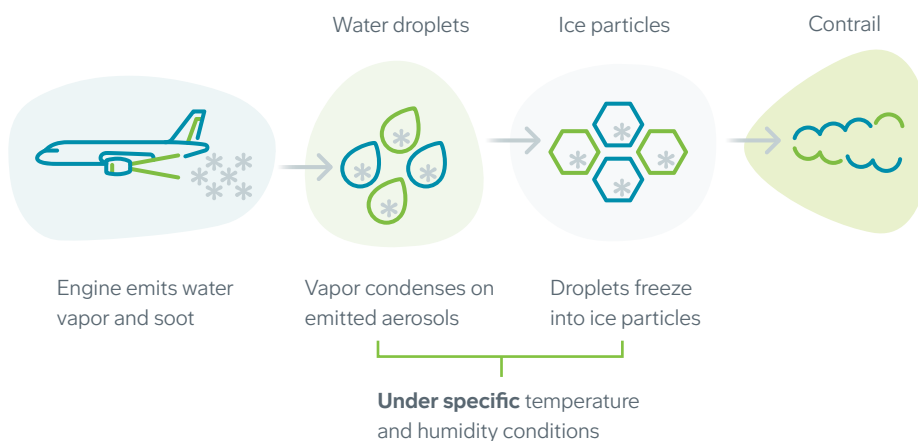 Water droplets
Ice particles
Contrail
Engine emits water
vapor and soot
Vapor condenses on
emitted aerosols
Droplets freeze
into ice particles
Under specific temperature
and humidity conditions